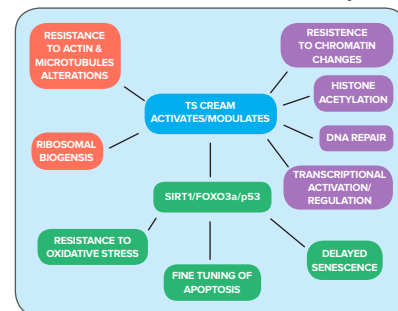 RESISTANCE
TO ACTIN &
MICROTUBULES
ALTERATIONS
RESISTENCE
TO CHROMATIN
CHANGES
HISTONE
ACETYLATION
TS CREAM
ACTIVATES/MODULATES
DNA REPAIR
RIBOSOMAL
BIOGENSIS
TRANSCRIPTIONAL
ACTIVATION/
REGULATION
SIRT1/FOXO3a/p53
RESISTANCE TO
OXIDATIVE STRESS
DELAYED
SENESCENCE
FINE TUNING OF
APOPTOSIS